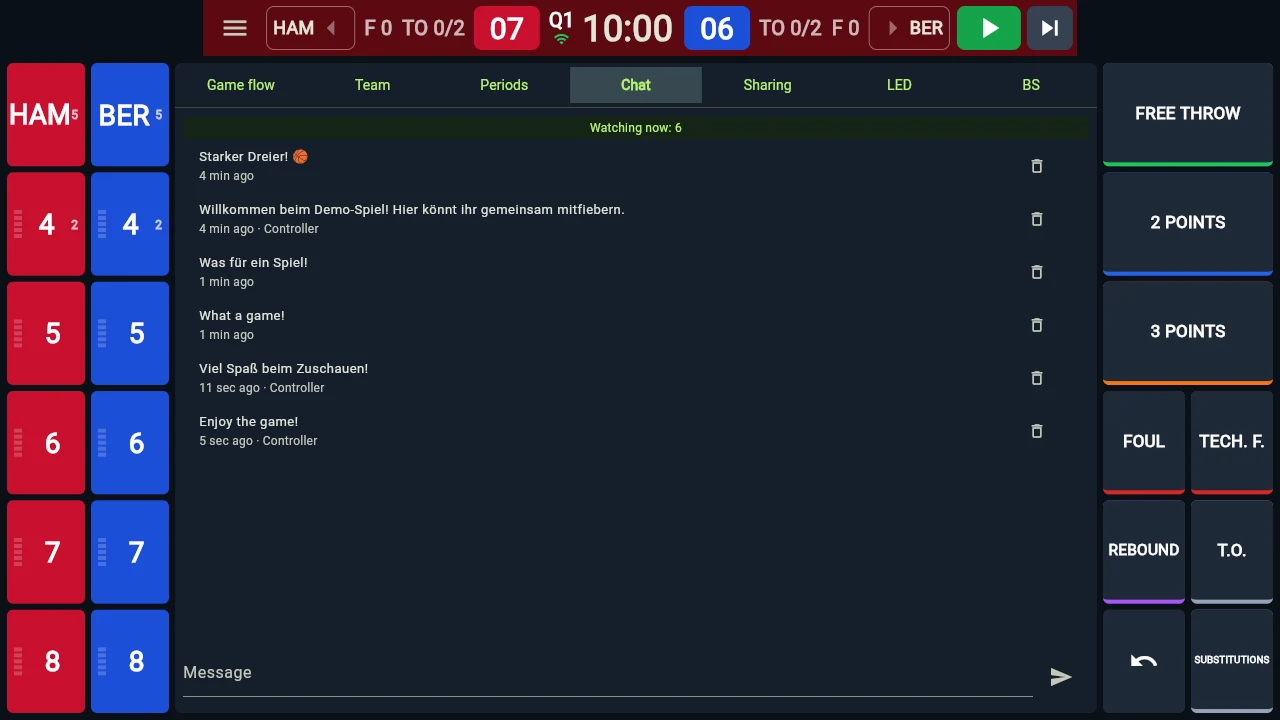 HAM
F 0 TO 0/2
07
Q1
10:00
06
TO 0/2 F 0
BER
HAM 5
BER 5
Game flow
Team
Periods
Chat
Sharing
LED
BS
Watching now: 6
Starker Dreier! 🏀
4 min ago
Willkommen beim Demo-Spiel! Hier könnt ihr gemeinsam mitfiebern.
4 min ago · Controller
Was für ein Spiel!
1 min ago
What a game!
1 min ago
Viel Spaß beim Zuschauen!
11 sec ago · Controller
Enjoy the game!
5 sec ago · Controller
Message
4 2
4 2
5
5
6
6
7
7
8
8
FREE THROW
2 POINTS
3 POINTS
FOUL
TECH. F.
REBOUND
T.O.
SUBSTITUTIONS